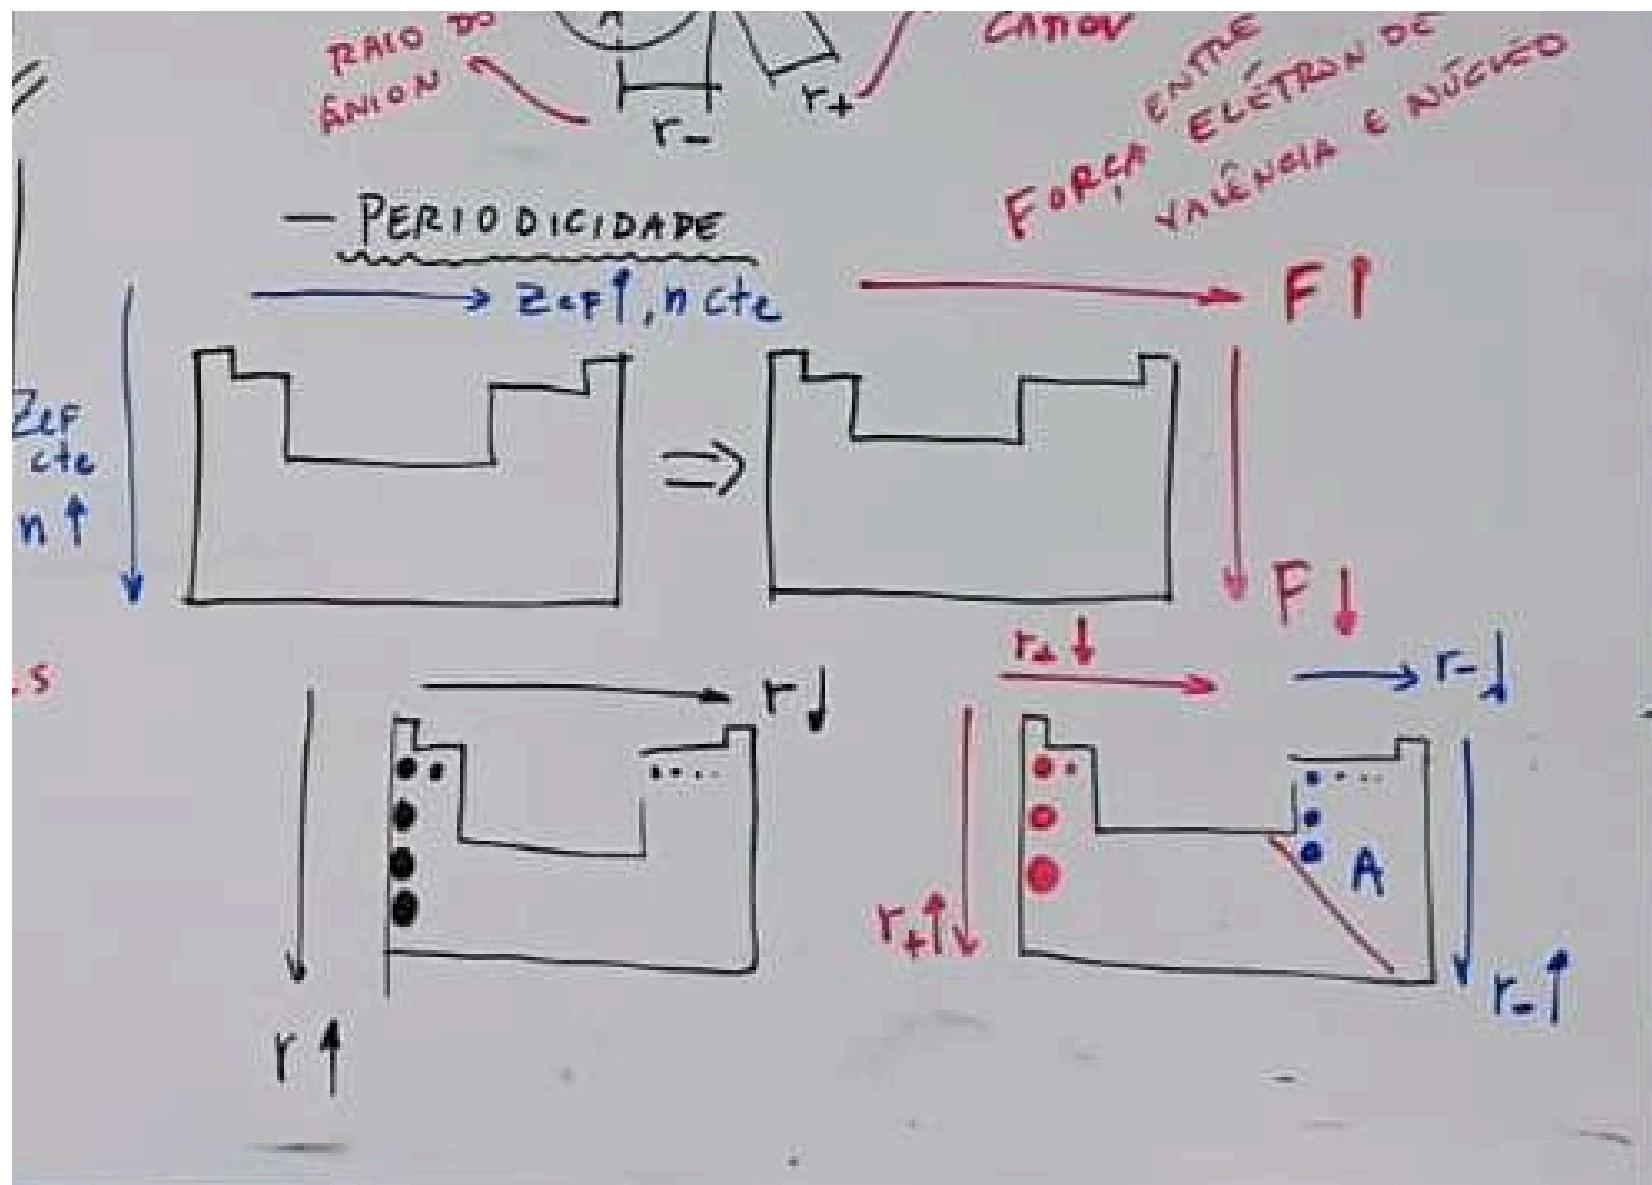 RAIO DO
ÂNION
A
r-
r+
CÁTION
FORÇA ENTRE
ELÉTRON DE
VALÊNCIA E NÚCLEO
— PERIODICIDADE
Zef↑, n cte
F↑
Zef
cte
n↑
⇒
F↓
s
r↓
r+↓
r-↓
r+↑
A
r-↑
r↑